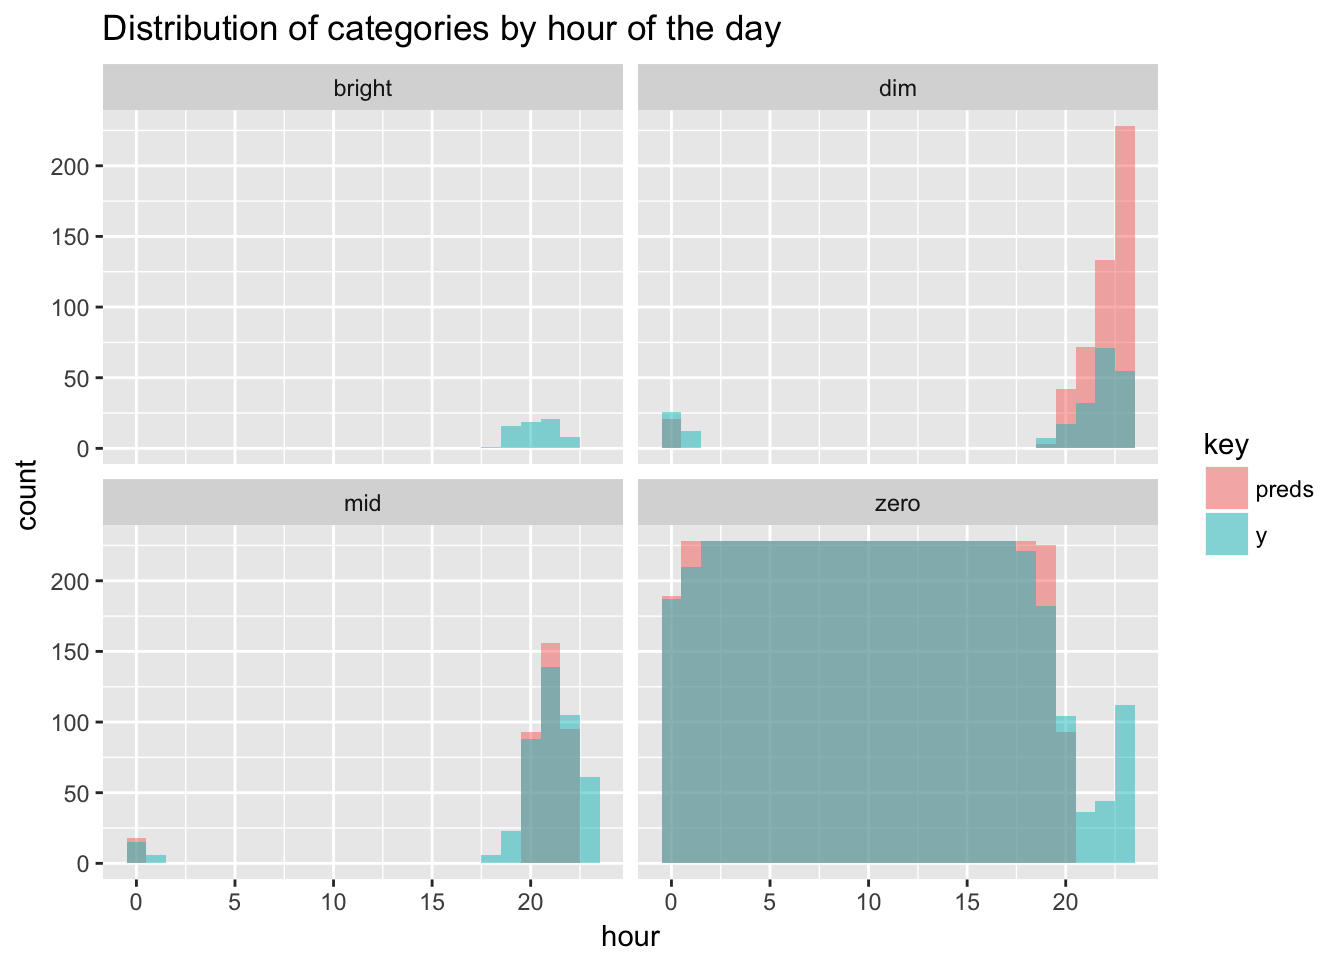 Distribution of categories by hour of the day
bright
dim
200
150
100
50
0
mid
zero
200
150
100
50
0
0 5 10 15 20
0 5 10 15 20
hour
count
key
preds
y